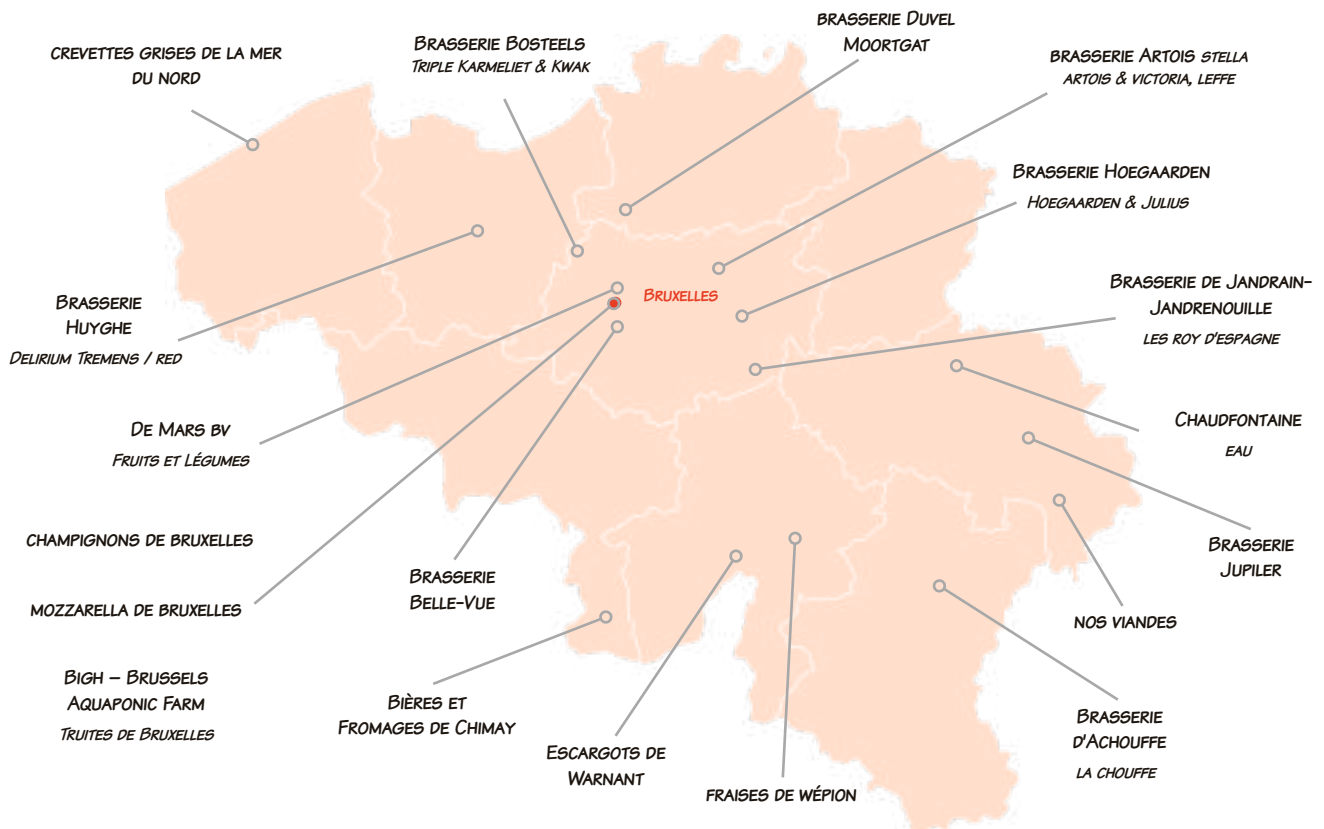 CREVETTES GRISES DE LA MER
DU NORD
BRASSERIE BOSTEELS
TRIPLE KARMELIET & KWAK
BRASSERIE DUVEL
MOORTGAT
BRASSERIE ARTOIS STELLA
ARTOIS & VICTORIA, LEFFE
BRASSERIE HOEGAARDEN
HOEGAARDEN & JULIUS
BRASSERIE
HUYGHE
DELIRIUM TREMENS / RED
BRUXELLES
BRASSERIE DE JANDRAIN-
JANDRENOUILLE
LES ROY D'ESPAGNE
DE MARS BV
FRUITS ET LÉGUMES
CHAUDFONTAINE
EAU
CHAMPIGNONS DE BRUXELLES
MOZZARELLA DE BRUXELLES
BIGH – BRUSSELS
AQUAPONIC FARM
TRUITES DE BRUXELLES
BRASSERIE
BELLE-VUE
BRASSERIE
JUPILER
NOS VIANDES
BIÈRES ET
FROMAGES DE CHIMAY
ESCARGOTS DE
WARNANT
FRAISES DE WÉPION
BRASSERIE
D'ACHOUFFE
LA CHOUFFE